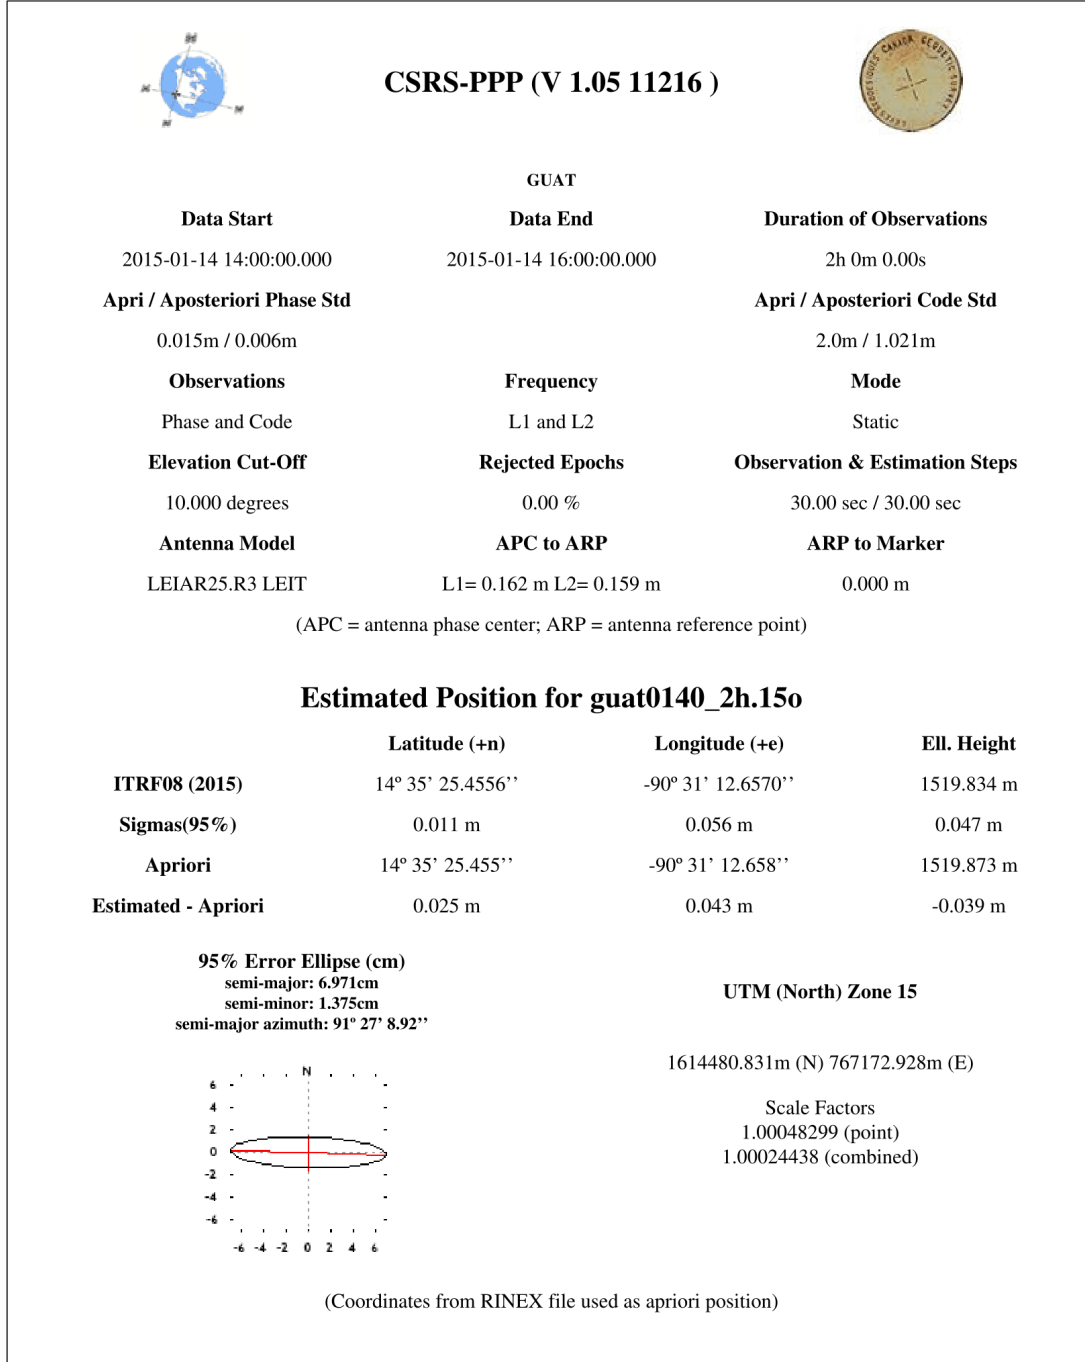 CSRS-PPP (V 1.05 11216 )
CANADA GEODETIC SURVEY
GUAT
Data Start Data End Duration of Observations
2015-01-14 14:00:00.000 2015-01-14 16:00:00.000 2h 0m 0.00s
Apri / Aposteriori Phase Std Apri / Aposteriori Code Std
0.015m / 0.006m 2.0m / 1.021m
Observations Frequency Mode
Phase and Code L1 and L2 Static
Elevation Cut-Off Rejected Epochs Observation & Estimation Steps
10.000 degrees 0.00 % 30.00 sec / 30.00 sec
Antenna Model APC to ARP ARP to Marker
LEIAR25.R3 LEIT L1= 0.162 m L2= 0.159 m 0.000 m
(APC = antenna phase center; ARP = antenna reference point)
Estimated Position for guat0140_2h.15o
Latitude (+n) Longitude (+e) Ell. Height
ITRF08 (2015) 14º 35’ 25.4556’’ -90º 31’ 12.6570’’ 1519.834 m
Sigmas(95%) 0.011 m 0.056 m 0.047 m
Apriori 14º 35’ 25.455’’ -90º 31’ 12.658’’ 1519.873 m
Estimated - Apriori 0.025 m 0.043 m -0.039 m
95% Error Ellipse (cm)
semi-major: 6.971cm
semi-minor: 1.375cm
semi-major azimuth: 91º 27’ 8.92’’
N
6
4
2
0
-2
-4
-6
-6 -4 -2 0 2 4 6
UTM (North) Zone 15
1614480.831m (N) 767172.928m (E)
Scale Factors
1.00048299 (point)
1.00024438 (combined)
(Coordinates from RINEX file used as apriori position)